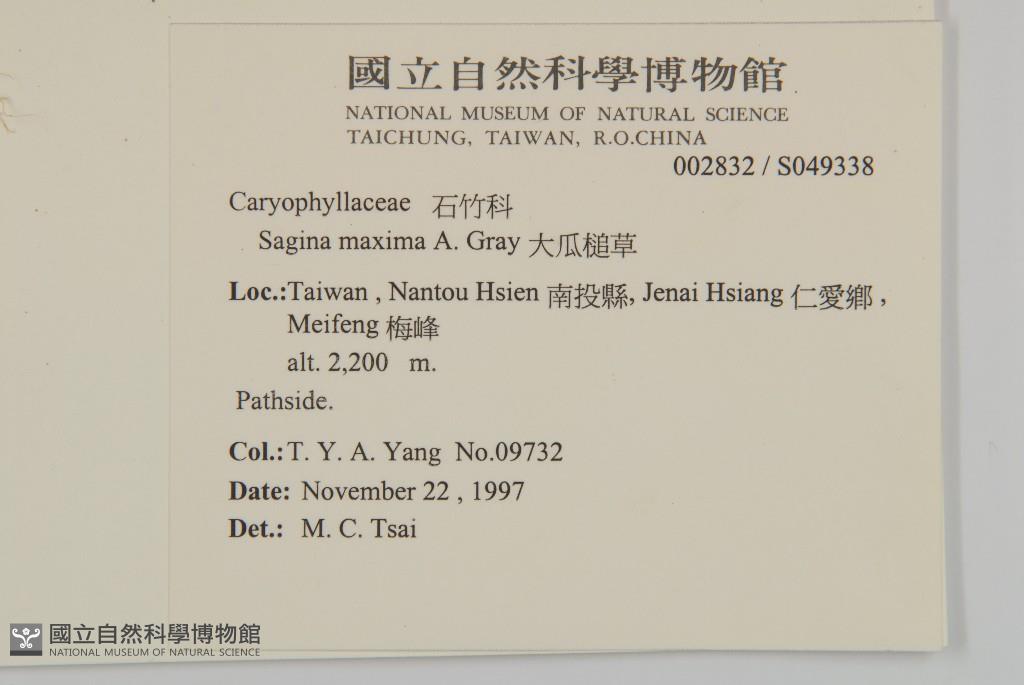 國立自然科學博物館
NATIONAL MUSEUM OF NATURAL SCIENCE
TAICHUNG, TAIWAN, R.O.CHINA
002832 / S049338
Caryophyllaceae 石竹科
Sagina maxima A. Gray 大瓜槌草
Loc.:Taiwan , Nantou Hsien 南投縣, Jenai Hsiang 仁愛鄉 ,
Meifeng 梅峰
alt. 2,200 m.
Pathside.
Col.: T. Y. A. Yang No.09732
Date: November 22 , 1997
Det.: M. C. Tsai
國立自然科學博物館
NATIONAL MUSEUM OF NATURAL SCIENCE